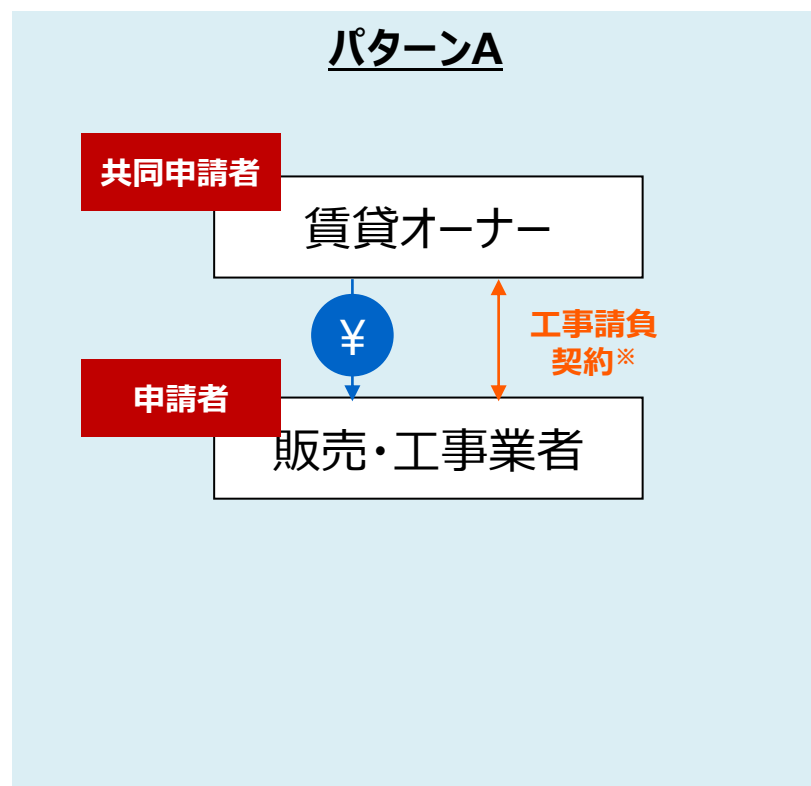 パターンA
共同申請者
賃貸オーナー
¥
工事請負
契約※
申請者
販売・工事業者